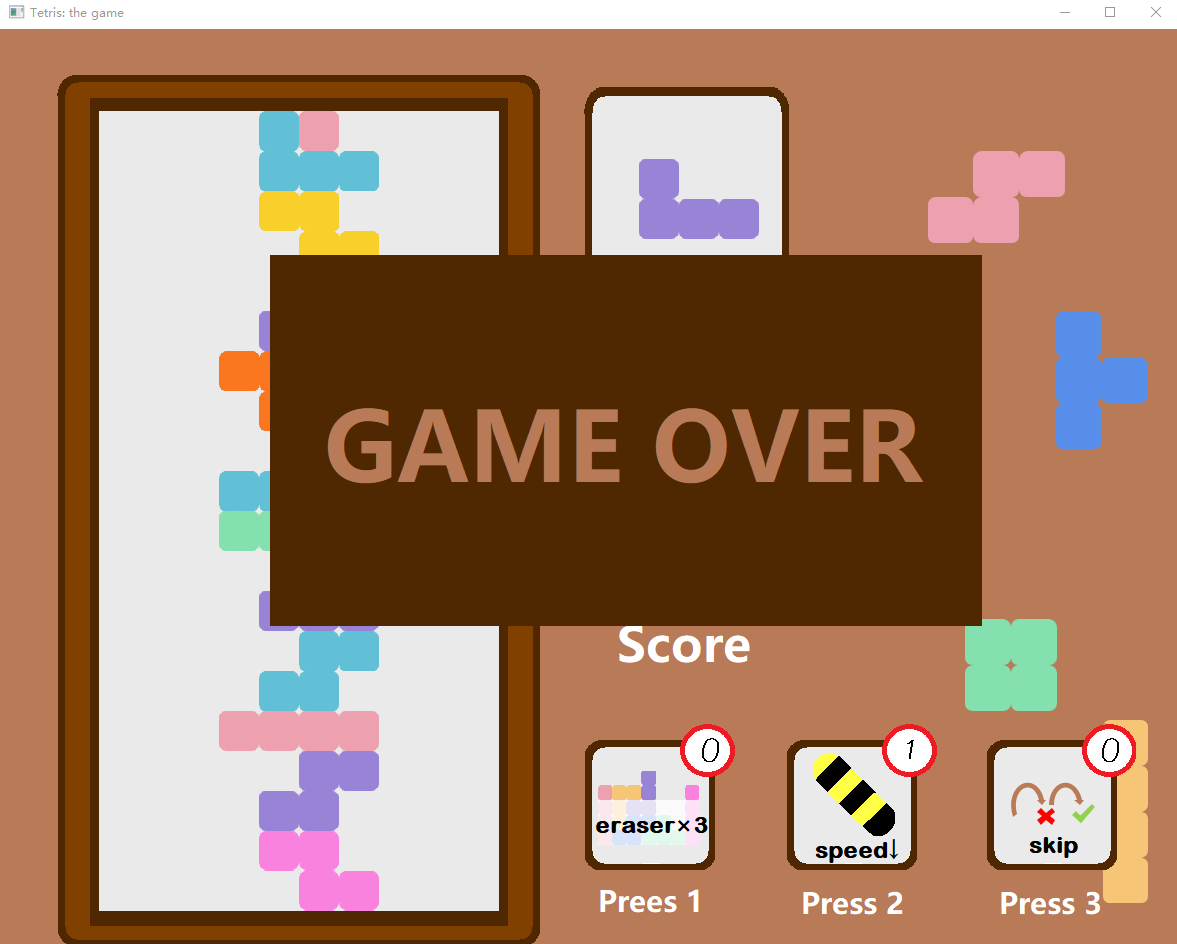 Tetris: the game
GAME OVER
Score
0
1
0
eraser×3
speed↓
skip
Prees 1
Press 2
Press 3